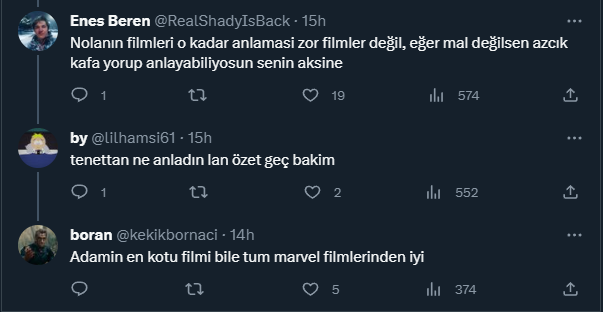 Enes Beren @RealShadyIsBack · 15h
Nolanın filmleri o kadar anlamasi zor filmler değil, eğer mal değilsen azcık
kafa yorup anlayabiliyosun senin aksine
1 19 574
by @lilhamsi61 · 15h
tenettan ne anladın lan özet geç bakim
1 2 552
boran @kekikbornaci · 14h
Adamin en kotu filmi bile tum marvel filmlerinden iyi
5 374